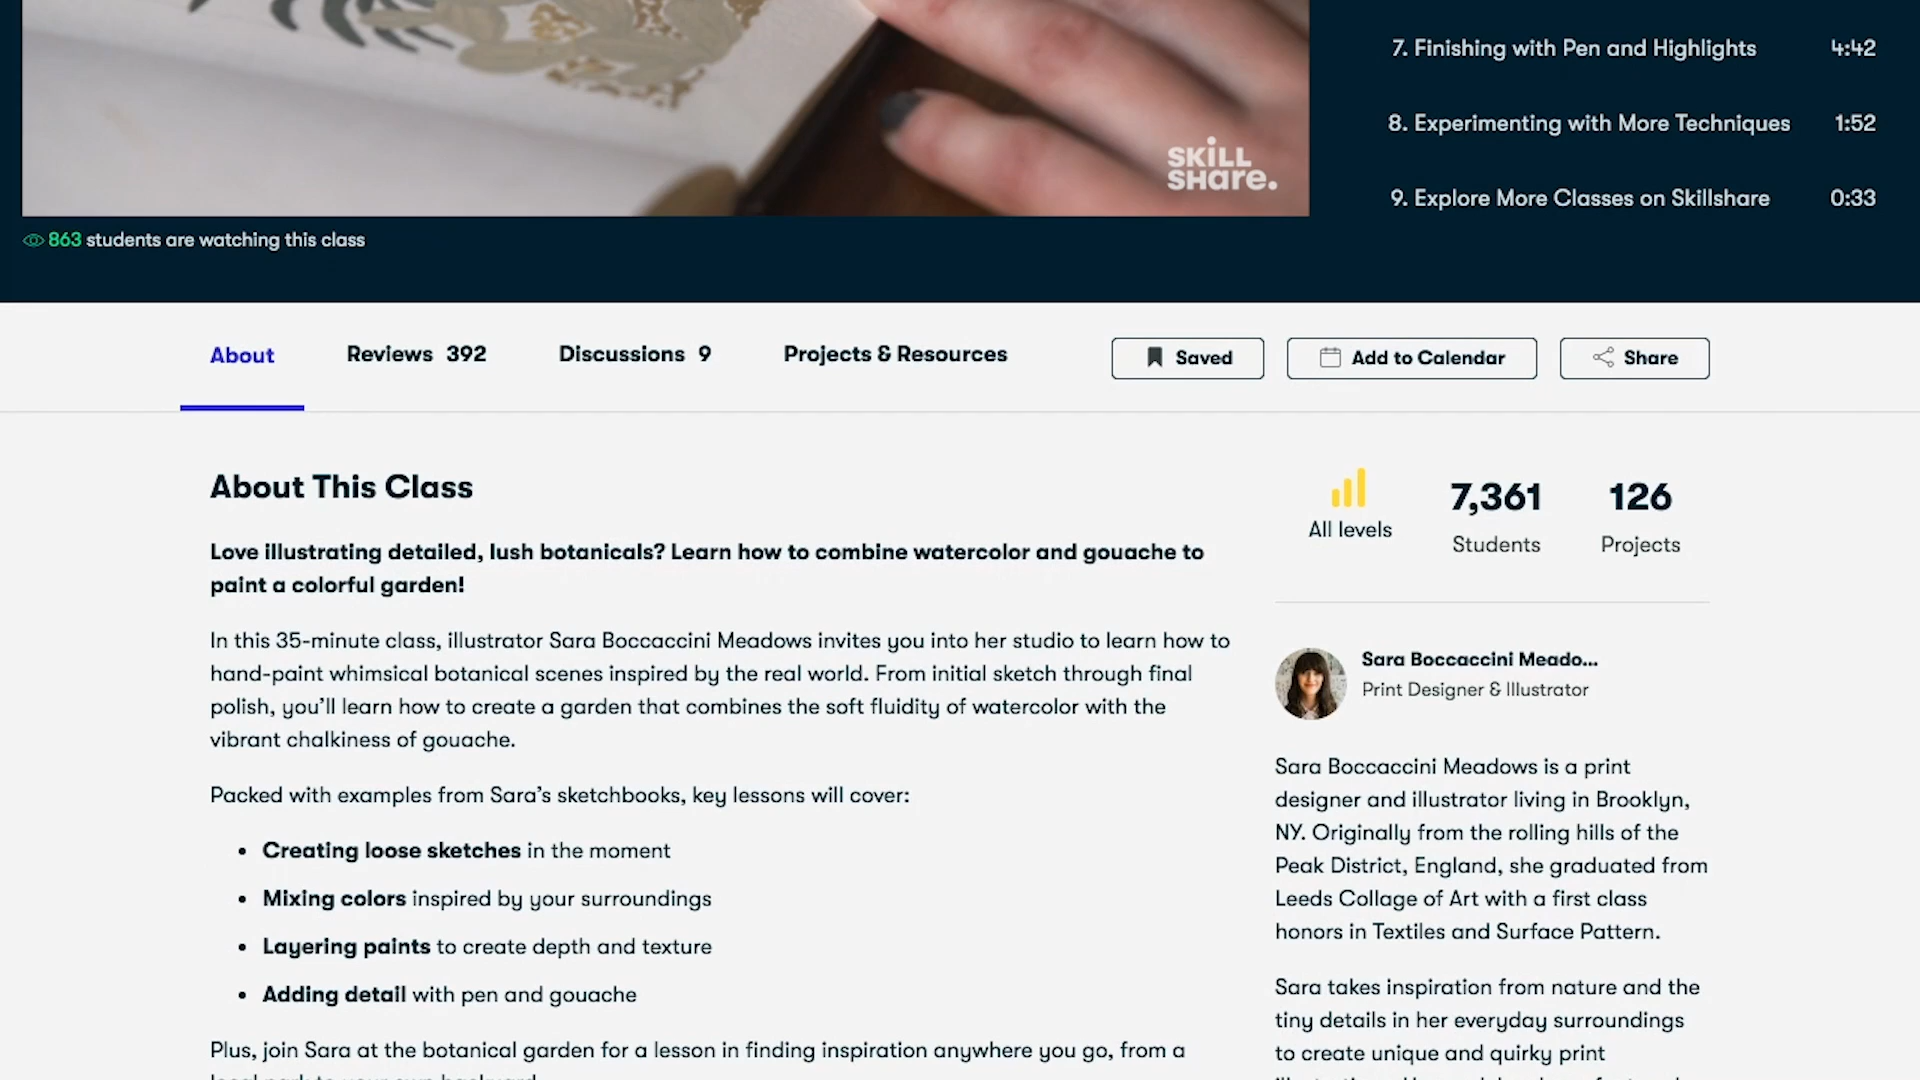 SKILL
SHare.
7. Finishing with Pen and Highlights 4:42
8. Experimenting with More Techniques 1:52
9. Explore More Classes on Skillshare 0:33
863 students are watching this class
About Reviews 392 Discussions 9 Projects & Resources Saved Add to Calendar Share
About This Class
Love illustrating detailed, lush botanicals? Learn how to combine watercolor and gouache to
paint a colorful garden!
In this 35-minute class, illustrator Sara Boccaccini Meadows invites you into her studio to learn how to
hand-paint whimsical botanical scenes inspired by the real world. From initial sketch through final
polish, you'll learn how to create a garden that combines the soft fluidity of watercolor with the
vibrant chalkiness of gouache.
Packed with examples from Sara's sketchbooks, key lessons will cover:
• Creating loose sketches in the moment
• Mixing colors inspired by your surroundings
• Layering paints to create depth and texture
• Adding detail with pen and gouache
Plus, join Sara at the botanical garden for a lesson in finding inspiration anywhere you go, from a
All levels
7,361
Students
126
Projects
Sara Boccaccini Meado...
Print Designer & Illustrator
Sara Boccaccini Meadows is a print
designer and illustrator living in Brooklyn,
NY. Originally from the rolling hills of the
Peak District, England, she graduated from
Leeds Collage of Art with a first class
honors in Textiles and Surface Pattern.
Sara takes inspiration from nature and the
tiny details in her everyday surroundings
to create unique and quirky print